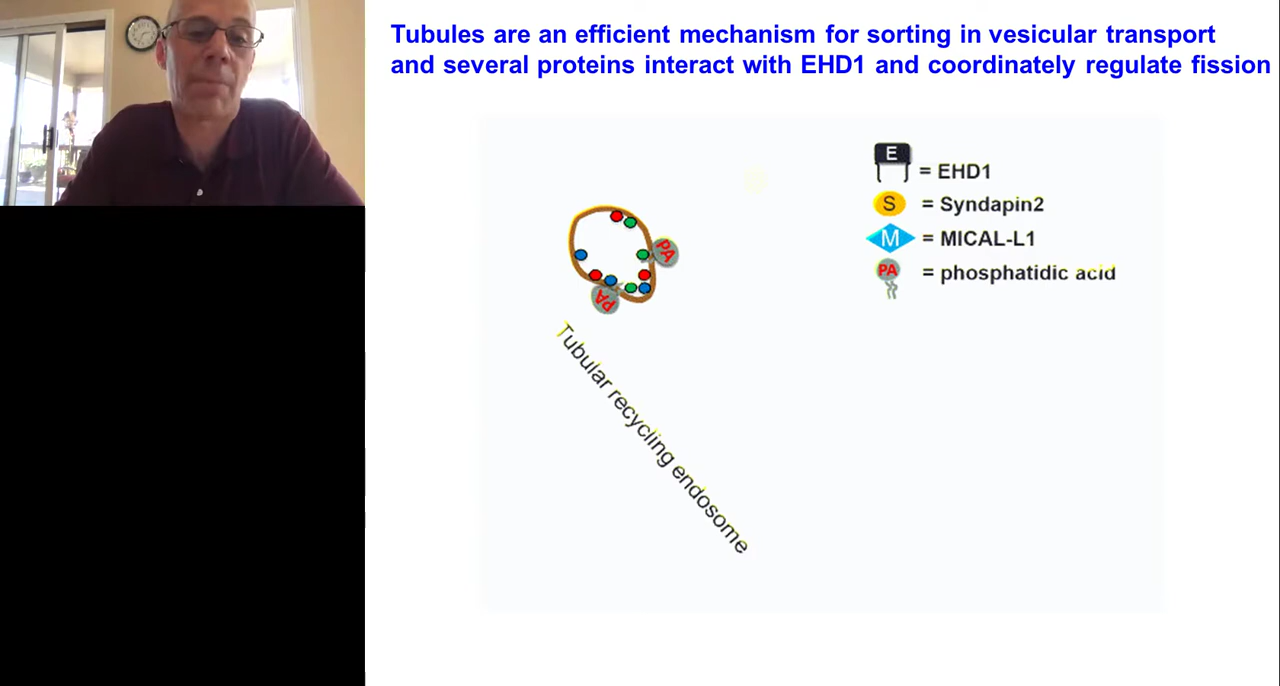 Tubules are an efficient mechanism for sorting in vesicular transport
and several proteins interact with EHD1 and coordinately regulate fission
E = EHD1
S = Syndapin2
M = MICAL-L1
PA = phosphatidic acid
PA
PA
Tubular recycling endosome